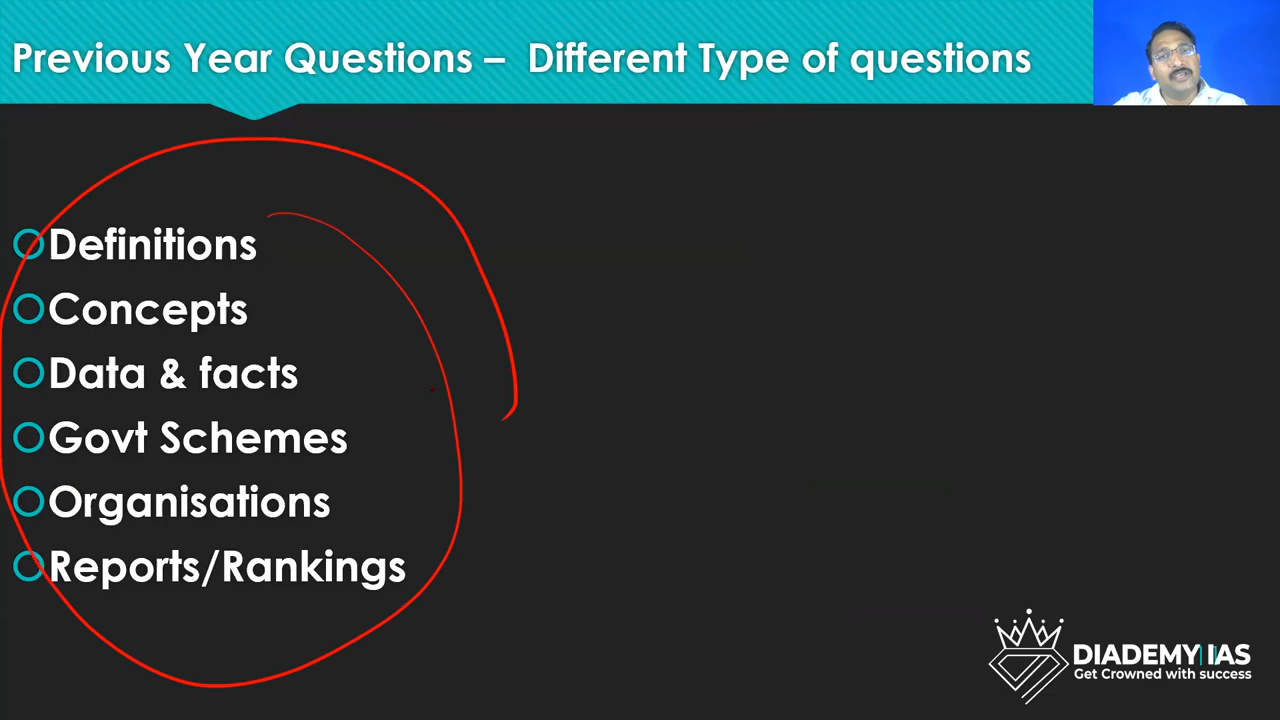 Previous Year Questions – Different Type of questions
Definitions
Concepts
Data & facts
Govt Schemes
Organisations
Reports/Rankings
DIADEMY IAS
Get Crowned with success